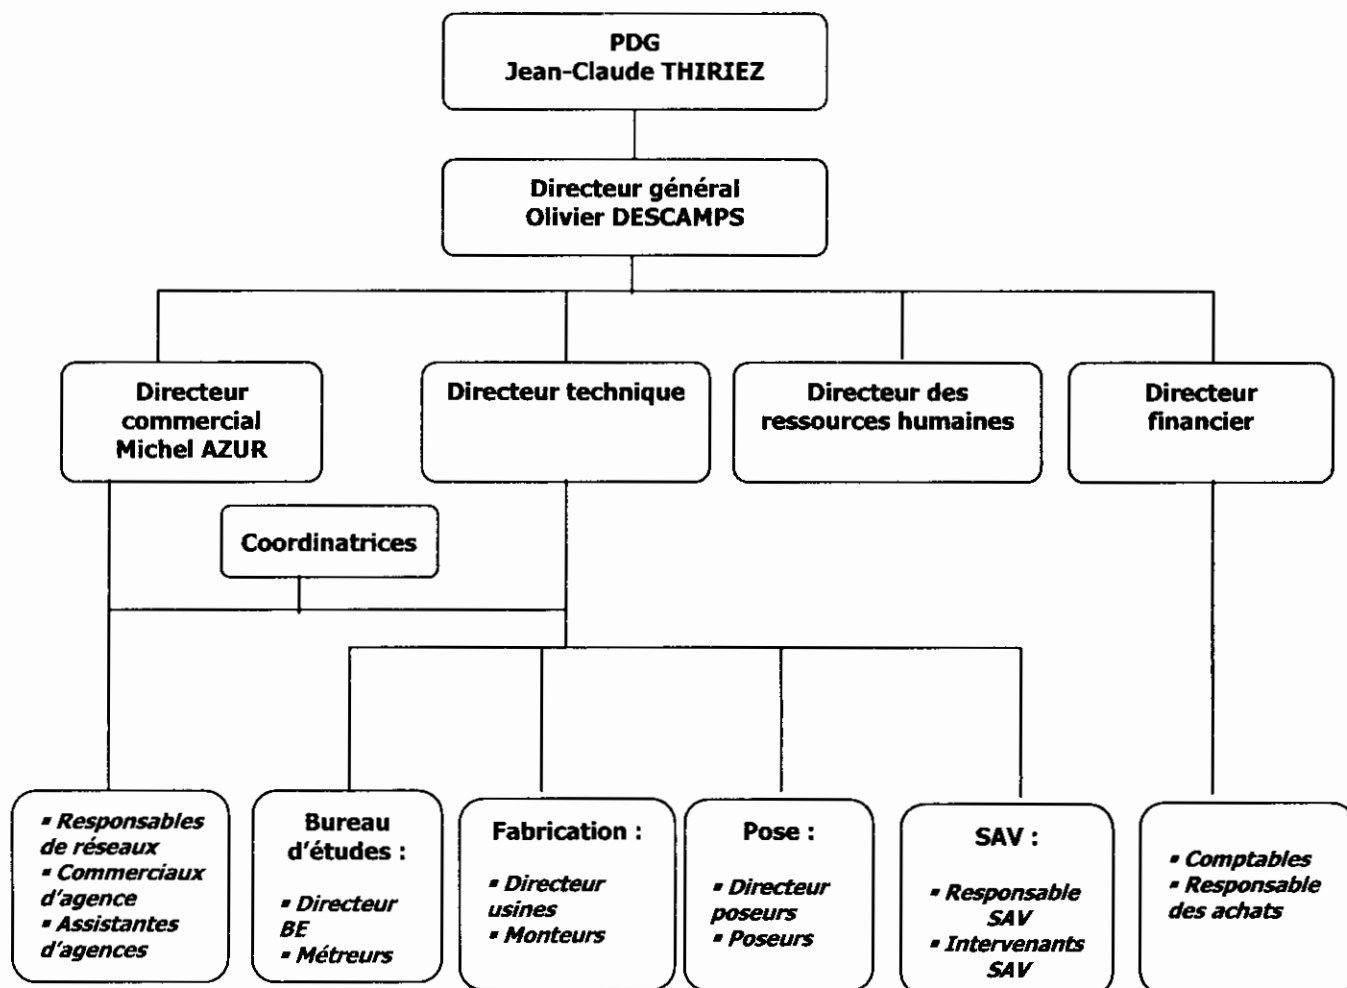 PDG
Jean-Claude THIRIEZ
Directeur général
Olivier DESCAMPS
Directeur
commercial
Michel AZUR
Directeur technique
Directeur des
ressources humaines
Directeur
financier
Coordinatrices
▪ Responsables
de réseaux
▪ Commerciaux
d'agence
▪ Assistantes
d'agences
Bureau
d'études :
▪ Directeur
BE
▪ Métreurs
Fabrication :
▪ Directeur
usines
▪ Monteurs
Pose :
▪ Directeur
poseurs
▪ Poseurs
SAV :
▪ Responsable
SAV
▪ Intervenants
SAV
▪ Comptables
▪ Responsable
des achats